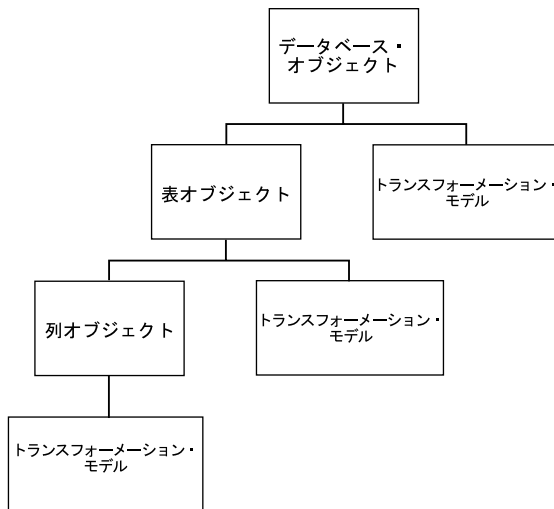 データベース・
オブジェクト
表オブジェクト
トランスフォーメーション・
モデル
列オブジェクト
トランスフォーメーション・
モデル
トランスフォーメーション・
モデル